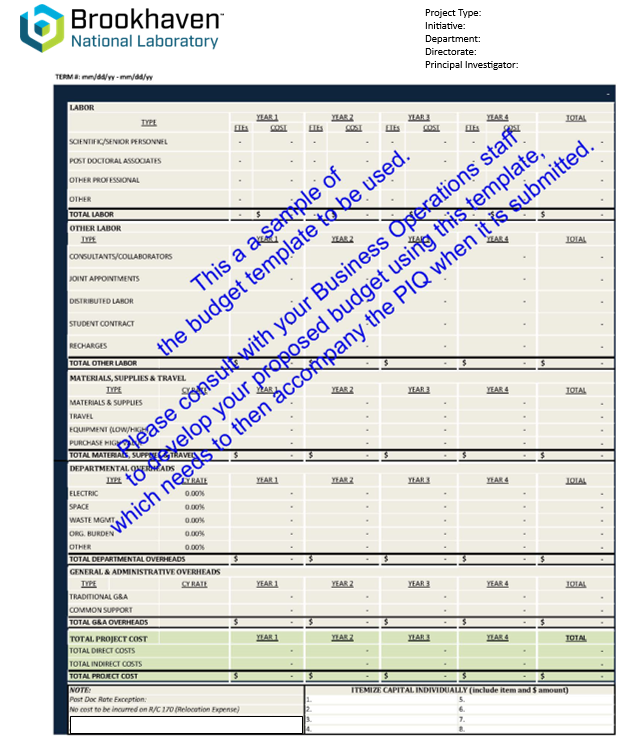 Brookhaven™
National Laboratory
Project Type:
Initiative:
Department:
Directorate:
Principal Investigator:
TERM #: mm/dd/yy - mm/dd/yy
-
LABOR
TYPE YEAR 1 YEAR 2 YEAR 3 YEAR 4 TOTAL
FTEs COST FTEs COST FTEs COST FTEs COST
SCIENTIFIC/SENIOR PERSONNEL - - - - - - - - -
POST DOCTORAL ASSOCIATES - - - - - - - - -
OTHER PROFESSIONAL - - - - - - - - -
OTHER - - - - - - - - -
TOTAL LABOR - $ - - $ - - $ - - $ - $ -
OTHER LABOR
TYPE YEAR 1 YEAR 2 YEAR 3 YEAR 4 TOTAL
CONSULTANTS/COLLABORATORS - - - - -
JOINT APPOINTMENTS - - - - -
DISTRIBUTED LABOR - - - - -
STUDENT CONTRACT - - - - -
RECHARGES - - - - -
TOTAL OTHER LABOR $ - $ - $ - $ - $ -
MATERIALS, SUPPLIES & TRAVEL
TYPE CY RATE YEAR 1 YEAR 2 YEAR 3 YEAR 4 TOTAL
MATERIALS & SUPPLIES - - - - -
TRAVEL - - - - -
EQUIPMENT (LOW/HIGH) - - - - -
PURCHASE HIGH - - - - -
TOTAL MATERIALS, SUPPLIES & TRAVEL $ - $ - $ - $ - $ -
DEPARTMENTAL OVERHEADS
TYPE CY RATE YEAR 1 YEAR 2 YEAR 3 YEAR 4 TOTAL
ELECTRIC 0.00% - - - - -
SPACE 0.00% - - - - -
WASTE MGMT 0.00% - - - - -
ORG. BURDEN 0.00% - - - - -
OTHER 0.00% - - - - -
TOTAL DEPARTMENTAL OVERHEADS $ - $ - $ - $ - $ -
GENERAL & ADMINISTRATIVE OVERHEADS
TYPE CY RATE YEAR 1 YEAR 2 YEAR 3 YEAR 4 TOTAL
TRADITIONAL G&A - - - - -
COMMON SUPPORT - - - - -
TOTAL G&A OVERHEADS $ - $ - $ - $ - $ -
TOTAL PROJECT COST YEAR 1 YEAR 2 YEAR 3 YEAR 4 TOTAL
TOTAL DIRECT COSTS - - - - -
TOTAL INDIRECT COSTS - - - - -
TOTAL PROJECT COST $ - $ - $ - $ - $ -
NOTE: ITEMIZE CAPITAL INDIVIDUALLY (include item and $ amount)
Post Doc Rate Exception: 1. 5.
No cost to be incurred on R/C 170 (Relocation Expense) 2. 6.
3. 7.
4. 8.
This a a sample of
the budget template to be used.
Please consult with your Business Operations staff
to develop your proposed budget using this template,
which needs to then accompany the PIQ when it is submitted.